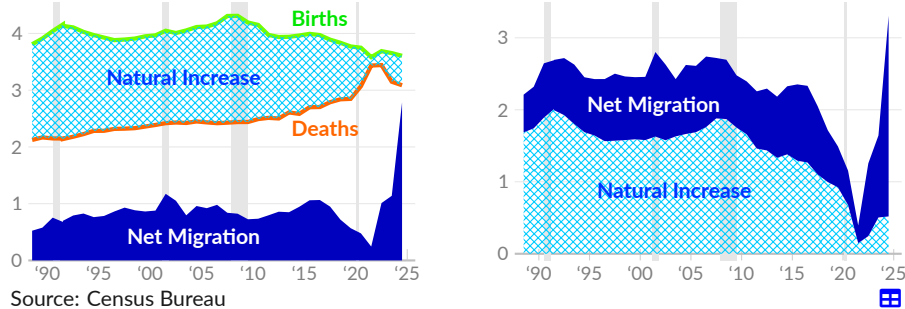 Births
Natural Increase
Deaths
Net Migration
4
3
2
1
0
‘90 ‘95 ‘00 ‘05 ‘10 ‘15 ‘20 ‘25
Net Migration
Natural Increase
3
2
1
0
‘90 ‘95 ‘00 ‘05 ‘10 ‘15 ‘20 ‘25
Source: Census Bureau